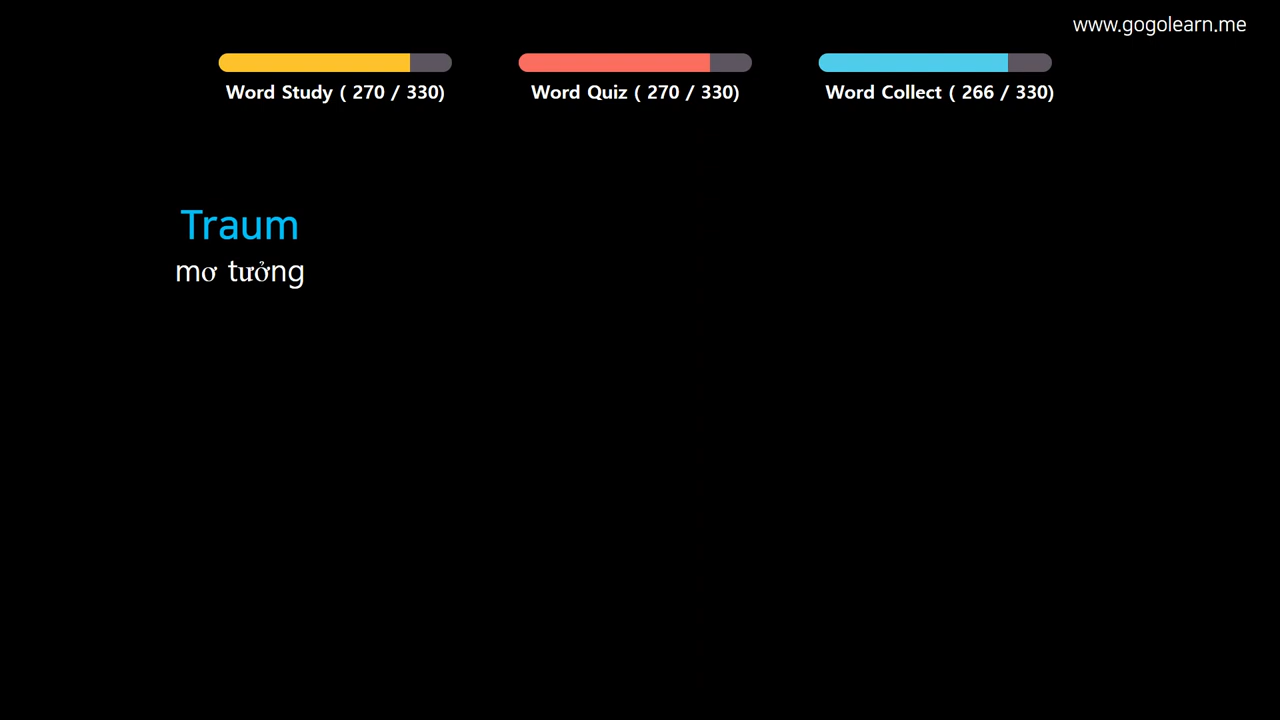 www.gogolearn.me
Word Study ( 270 / 330)
Word Quiz ( 270 / 330)
Word Collect ( 266 / 330)
Traum
mơ tưởng